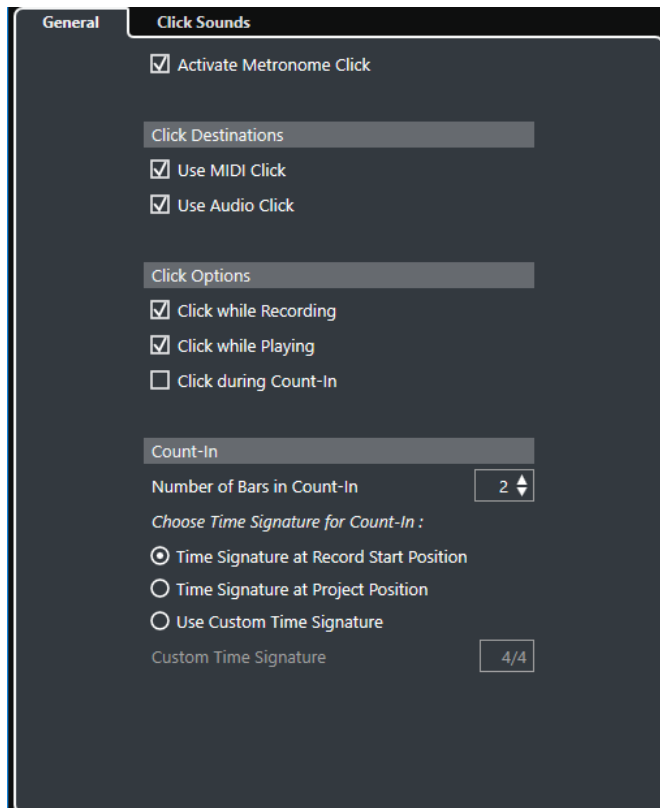 General
Click Sounds
Activate Metronome Click
Click Destinations
Use MIDI Click
Use Audio Click
Click Options
Click while Recording
Click while Playing
Click during Count-In
Count-In
Number of Bars in Count-In 2
Choose Time Signature for Count-In :
Time Signature at Record Start Position
Time Signature at Project Position
Use Custom Time Signature
Custom Time Signature 4/4